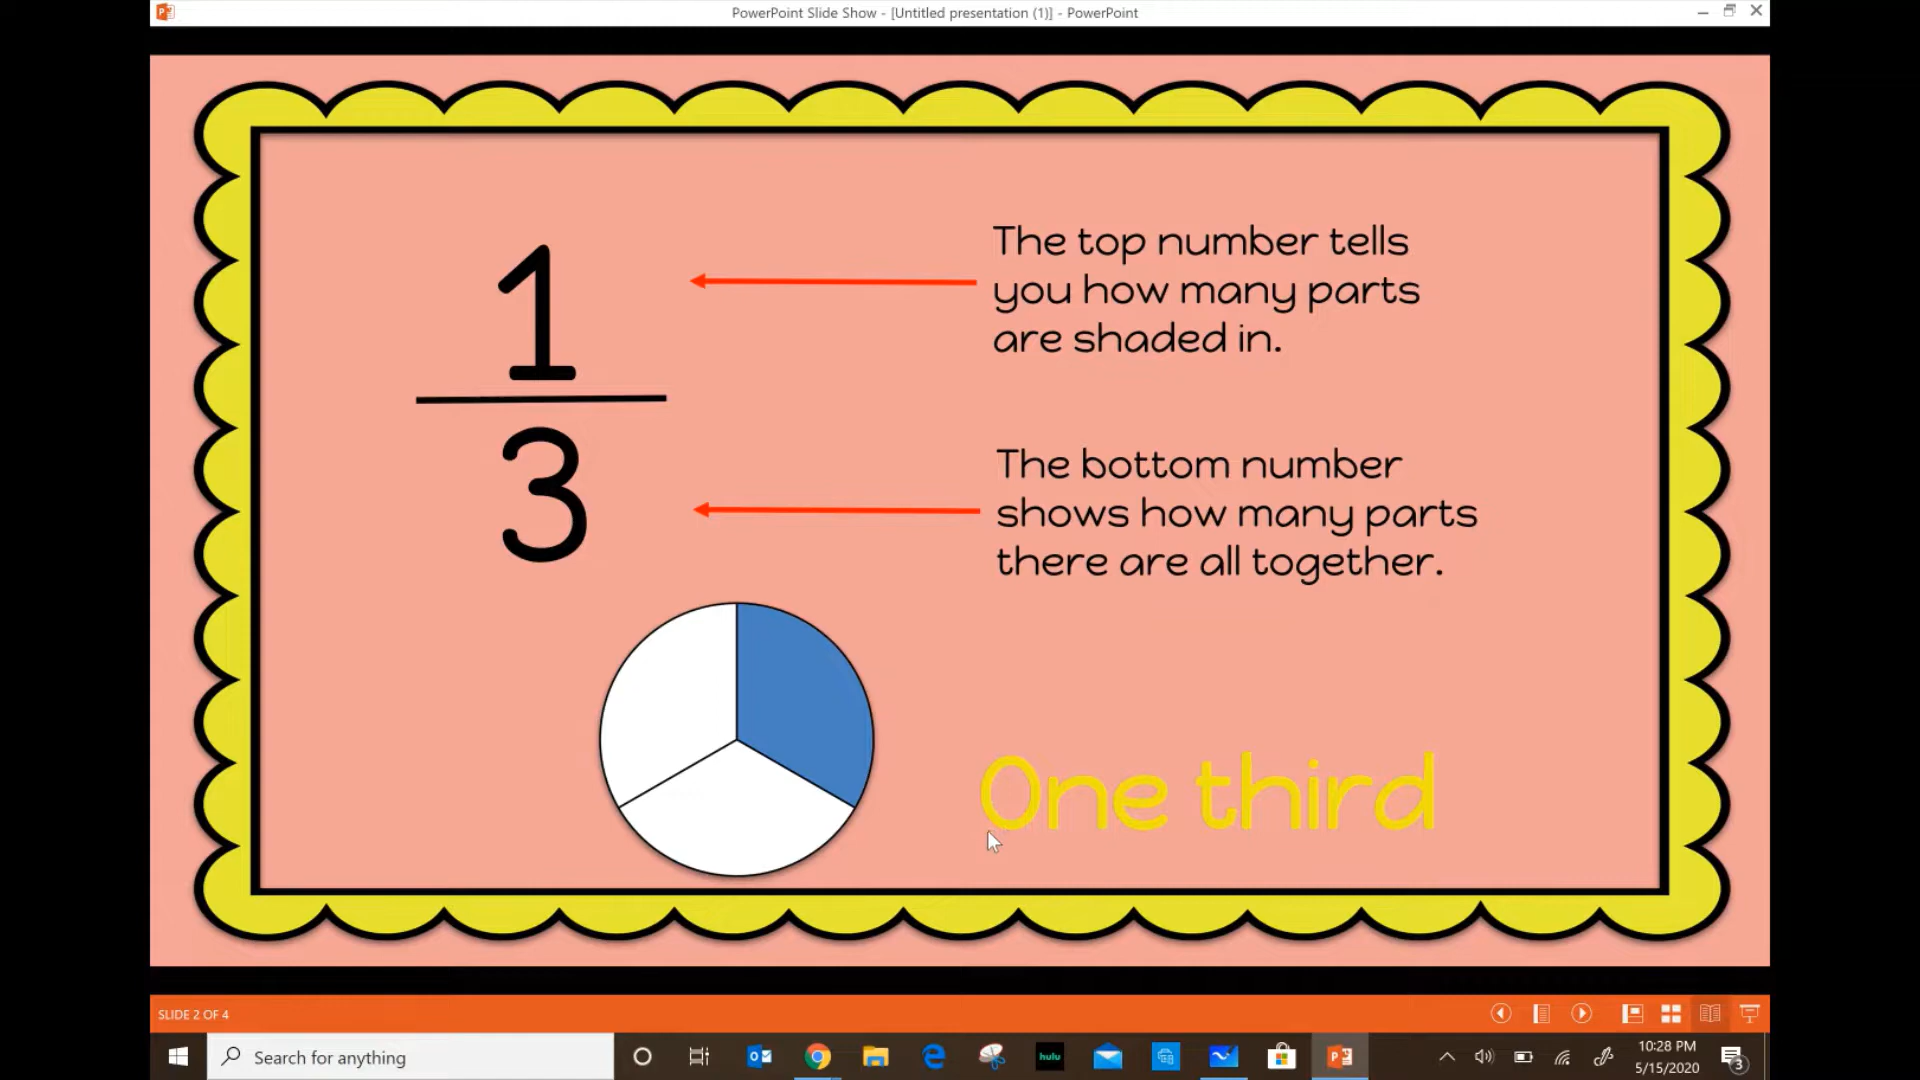 PowerPoint Slide Show - [Untitled presentation (1)] - PowerPoint
1
3
The top number tells
you how many parts
are shaded in.
The bottom number
shows how many parts
there are all together.
One third
SLIDE 2 OF 4
Search for anything
hulu
10:28 PM
5/15/2020
3